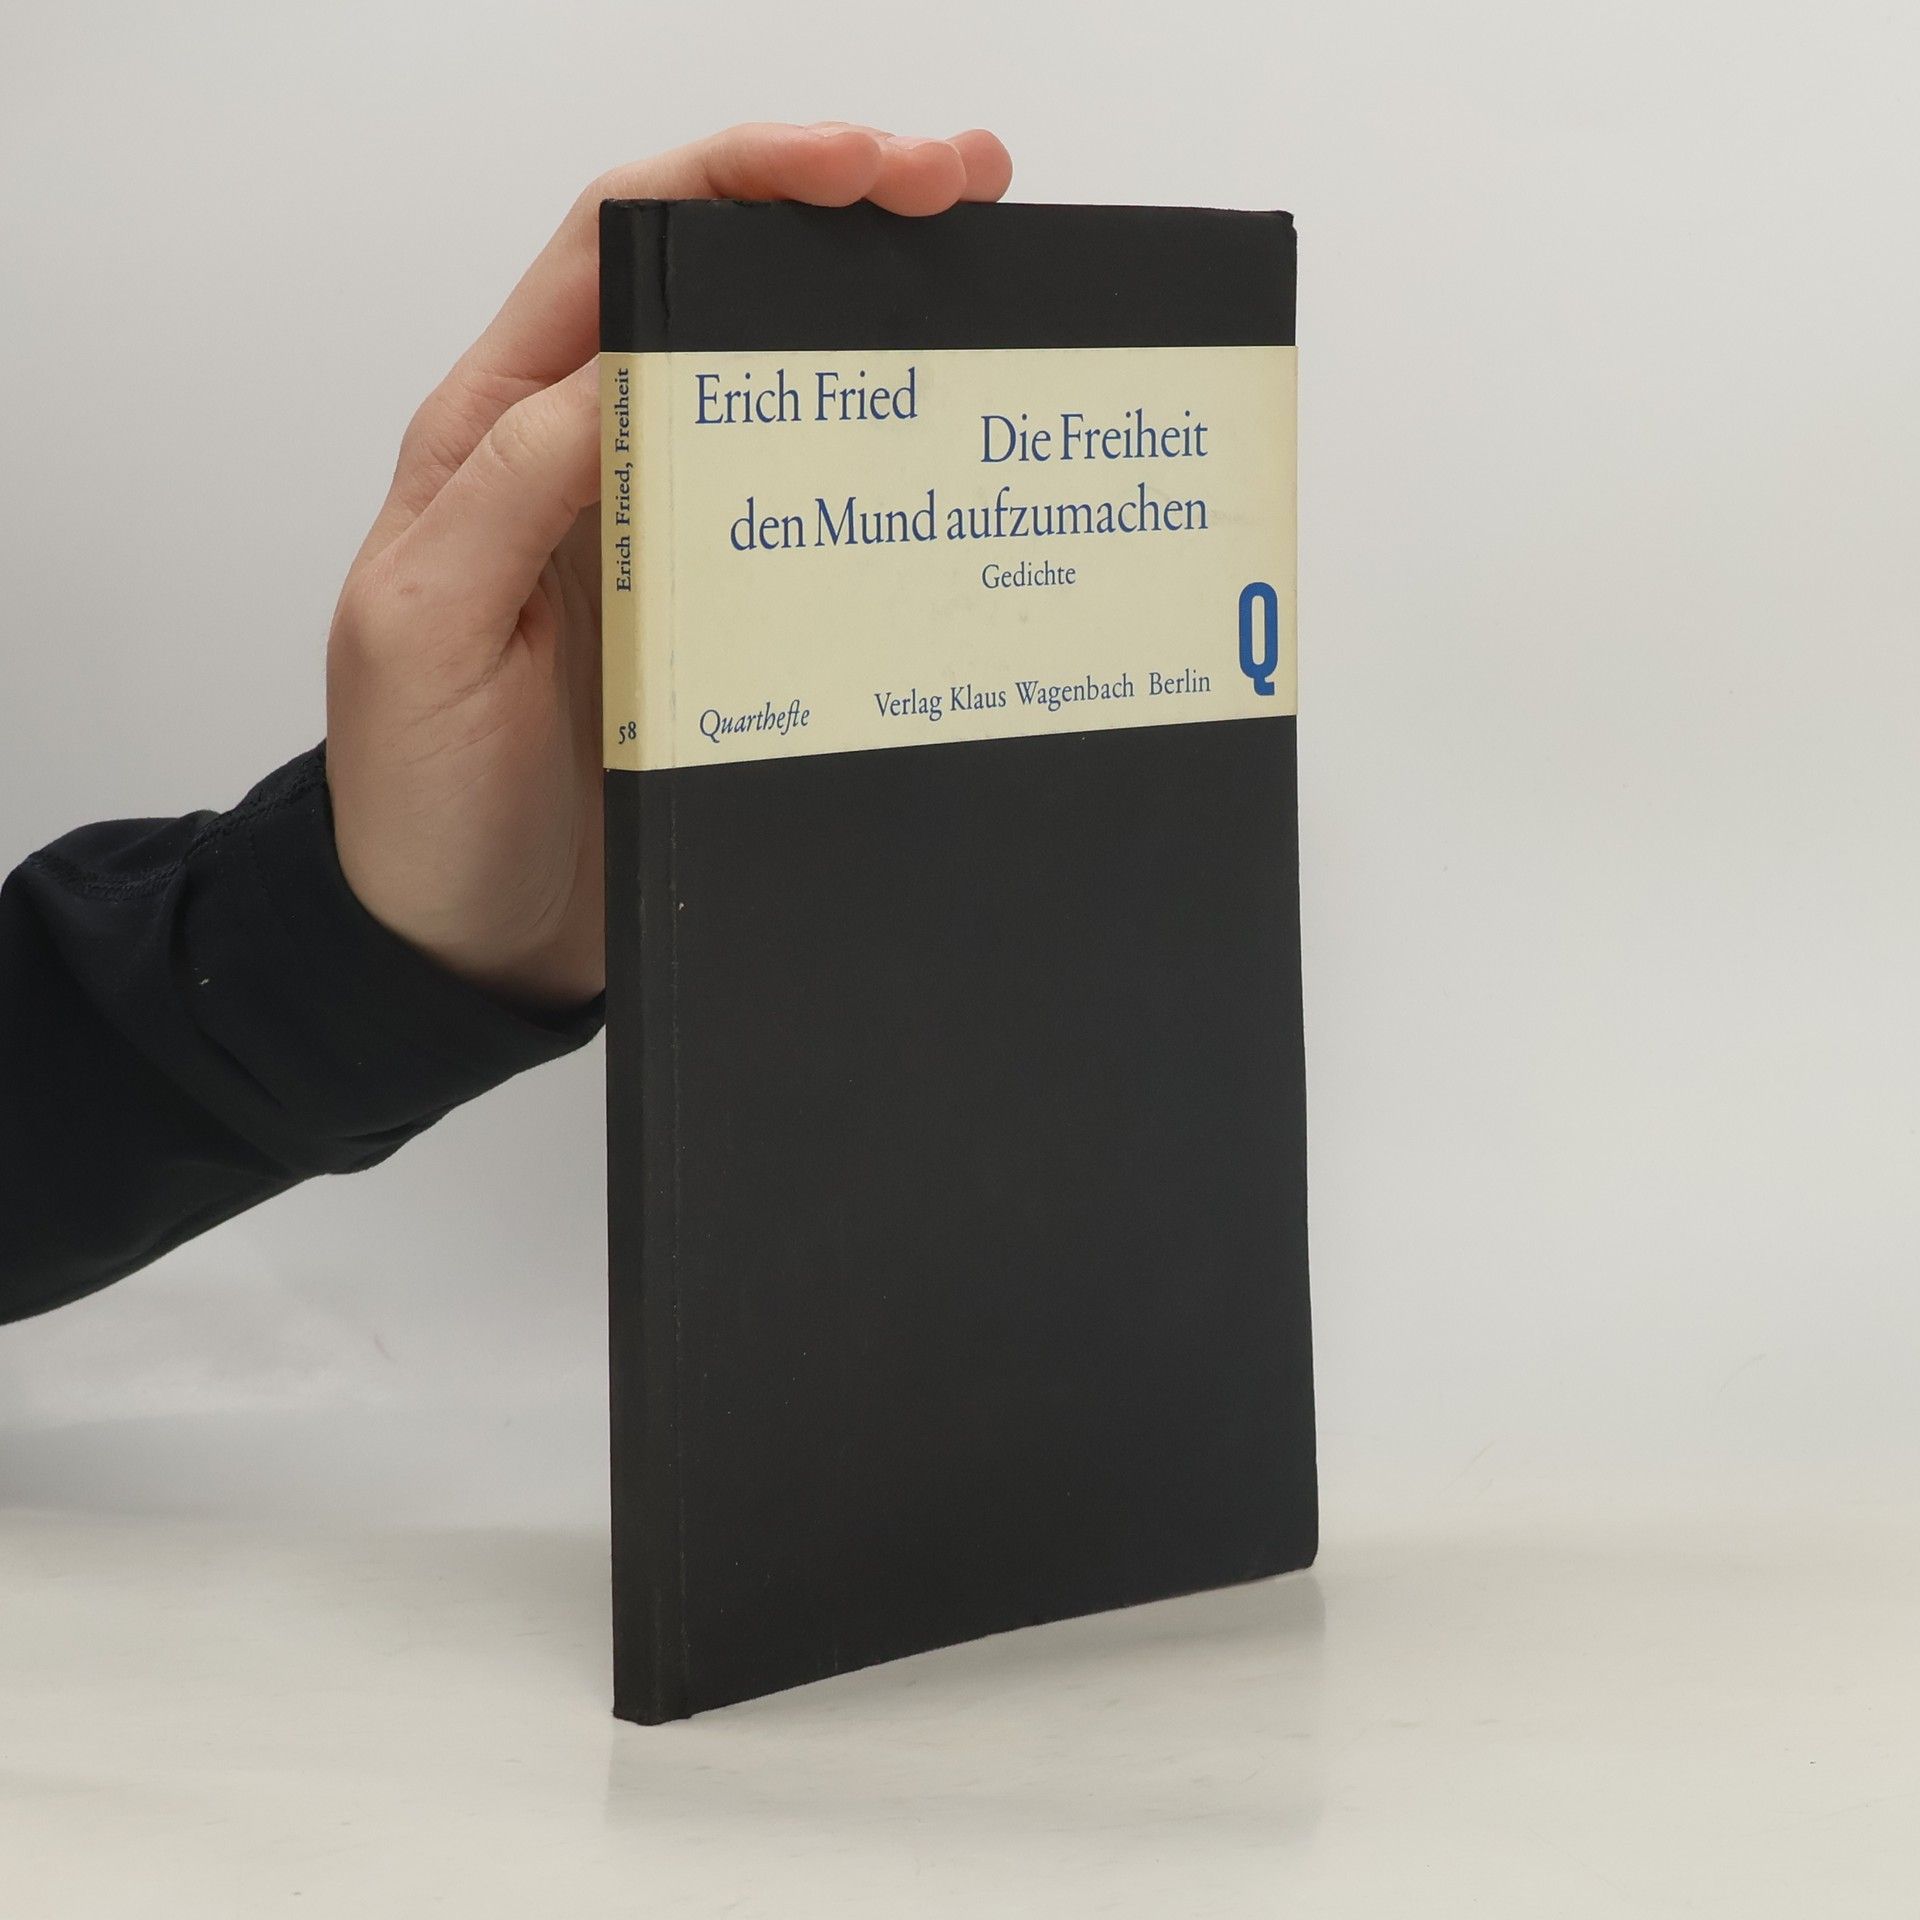 Erich Fried, Freiheit
58
Erich Fried
Die Freiheit
den Mund aufzumachen
Gedichte
Q
Quarthefte
Verlag Klaus Wagenbach Berlin